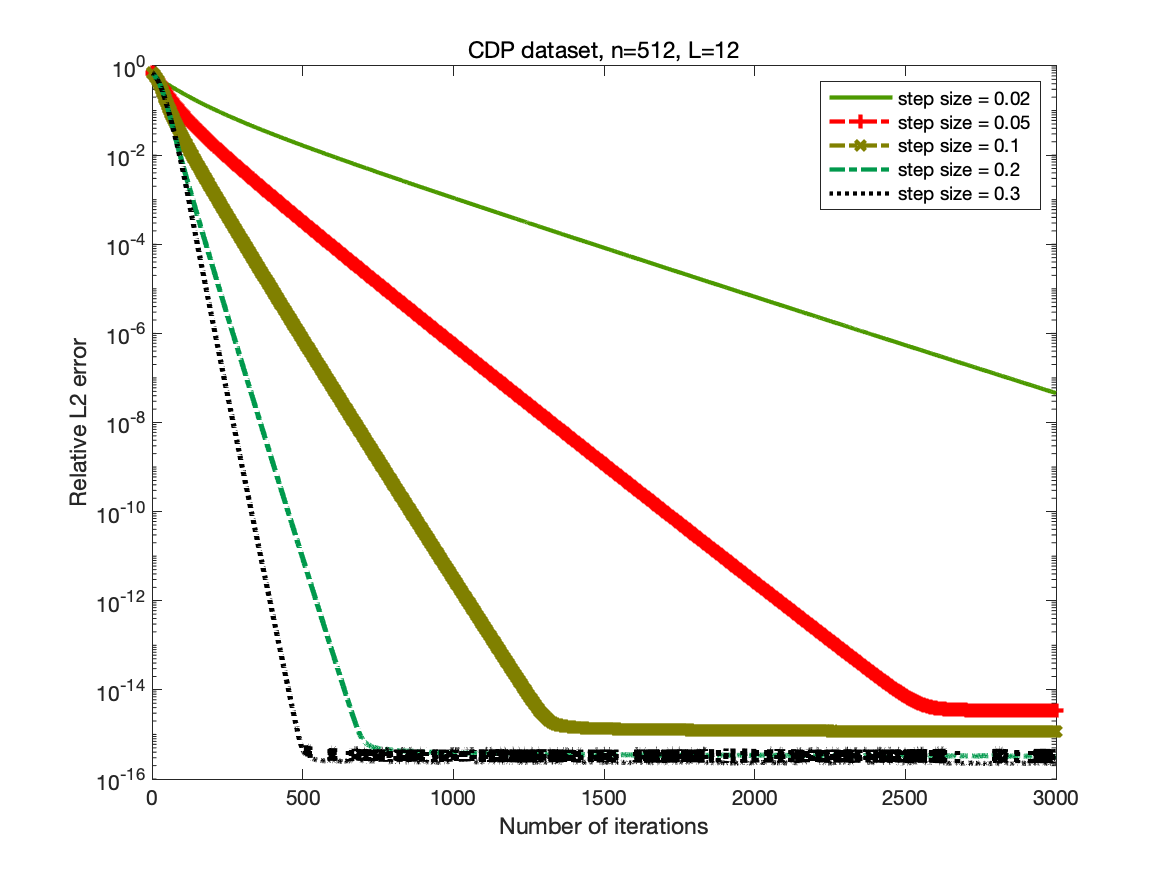 CDP dataset, n=512, L=12
step size = 0.02
step size = 0.05
step size = 0.1
step size = 0.2
step size = 0.3
Relative L2 error
10^0
10^-2
10^-4
10^-6
10^-8
10^-10
10^-12
10^-14
10^-16
0 500 1000 1500 2000 2500 3000
Number of iterations